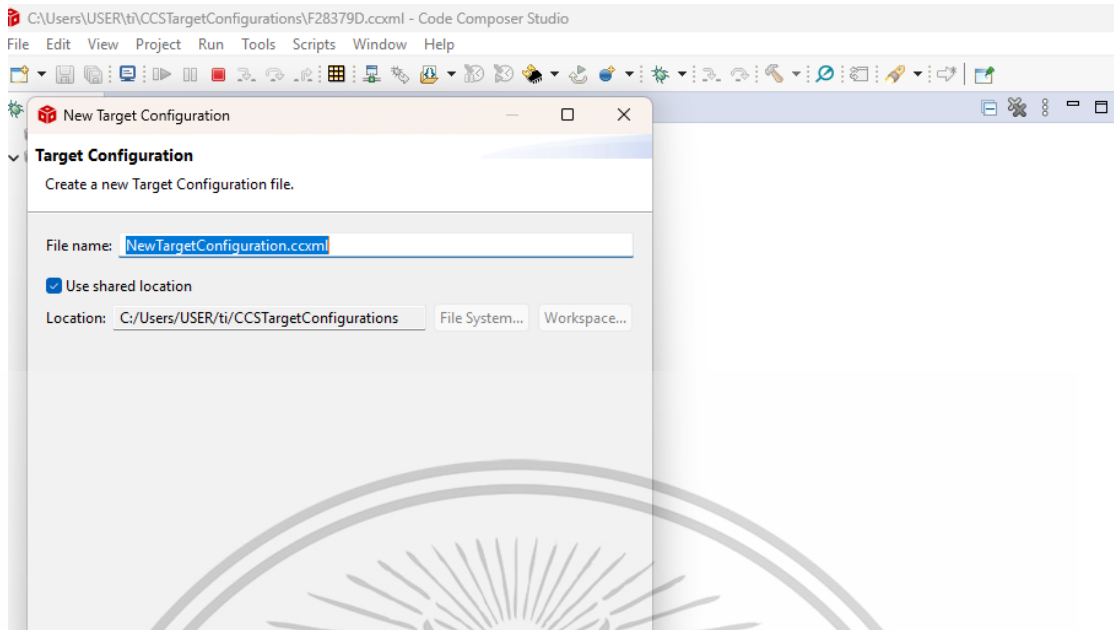 C:\Users\USER\ti\CCSTargetConfigurations\F28379D.ccxml - Code Composer Studio
File Edit View Project Run Tools Scripts Window Help
New Target Configuration
Target Configuration
Create a new Target Configuration file.
File name: NewTargetConfiguration.ccxml
Use shared location
Location: C:/Users/USER/ti/CCSTargetConfigurations File System... Workspace...